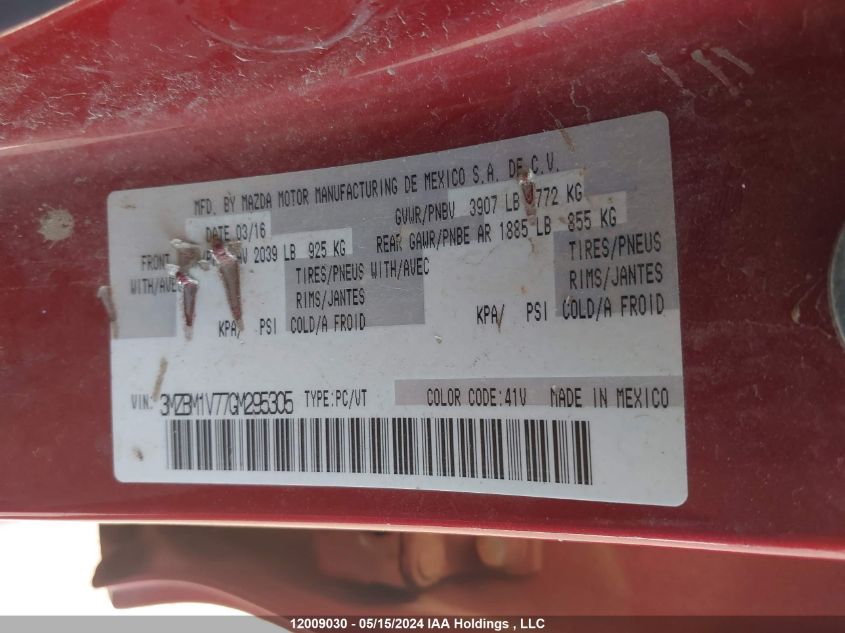 MFD. BY MAZDA MOTOR MANUFACTURING DE MEXICO S.A. DE C.V.
DATE 03/16 GVWR/PNBV 3907 LB 772 KG
FRONT 2039 LB 925 KG REAR GAWR/PNBE AR 1885 LB 855 KG
WITH/AVEC TIRES/PNEUS WITH/AVEC TIRES/PNEUS
RIMS/JANTES RIMS/JANTES
KPA/ PSI COLD/A FROID KPA/ PSI COLD/A FROID
VIN: 3MZBM1V77GM295305 TYPE:PC/VT COLOR CODE:41V MADE IN MEXICO
12009030 - 05/15/2024 IAA Holdings , LLC